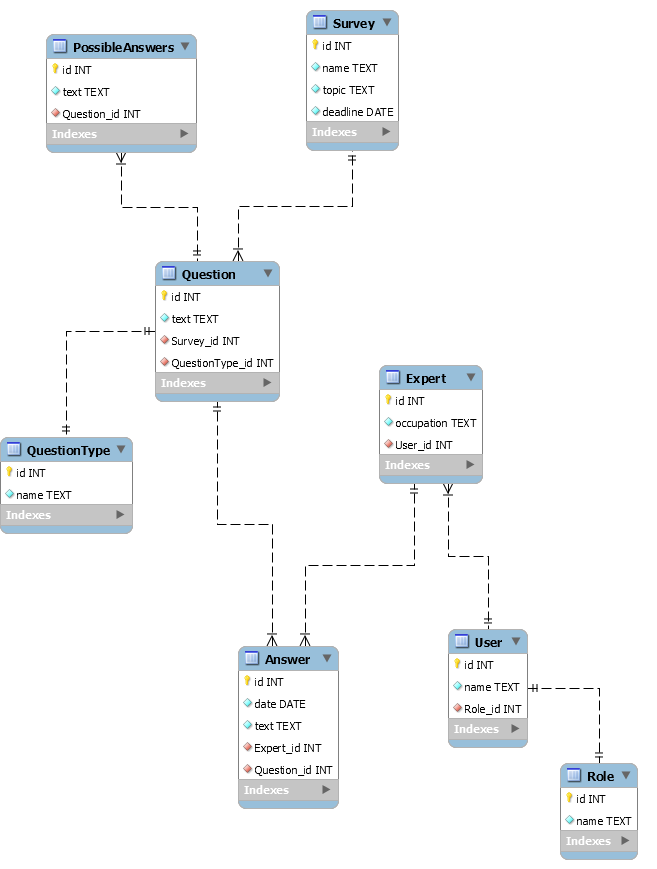 PossibleAnswers
id INT
text TEXT
Question_id INT
Indexes
Survey
id INT
name TEXT
topic TEXT
deadline DATE
Indexes
Question
id INT
text TEXT
Survey_id INT
QuestionType_id INT
Indexes
QuestionType
id INT
name TEXT
Indexes
Expert
id INT
occupation TEXT
User_id INT
Indexes
Answer
id INT
date DATE
text TEXT
Expert_id INT
Question_id INT
Indexes
User
id INT
name TEXT
Role_id INT
Indexes
Role
id INT
name TEXT
Indexes